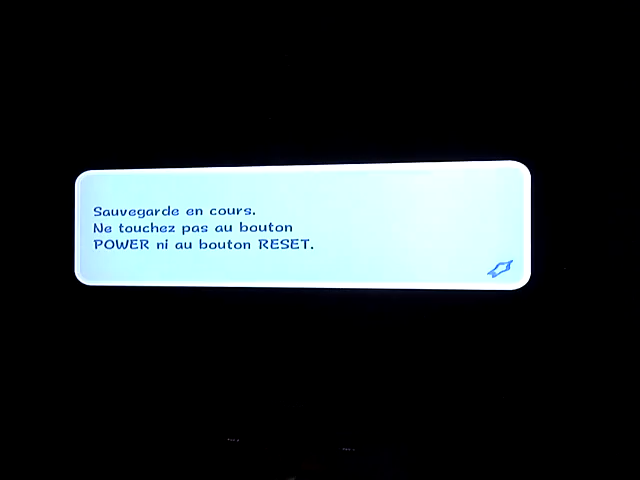 Sauvegarde en cours.
Ne touchez pas au bouton
POWER ni au bouton RESET.